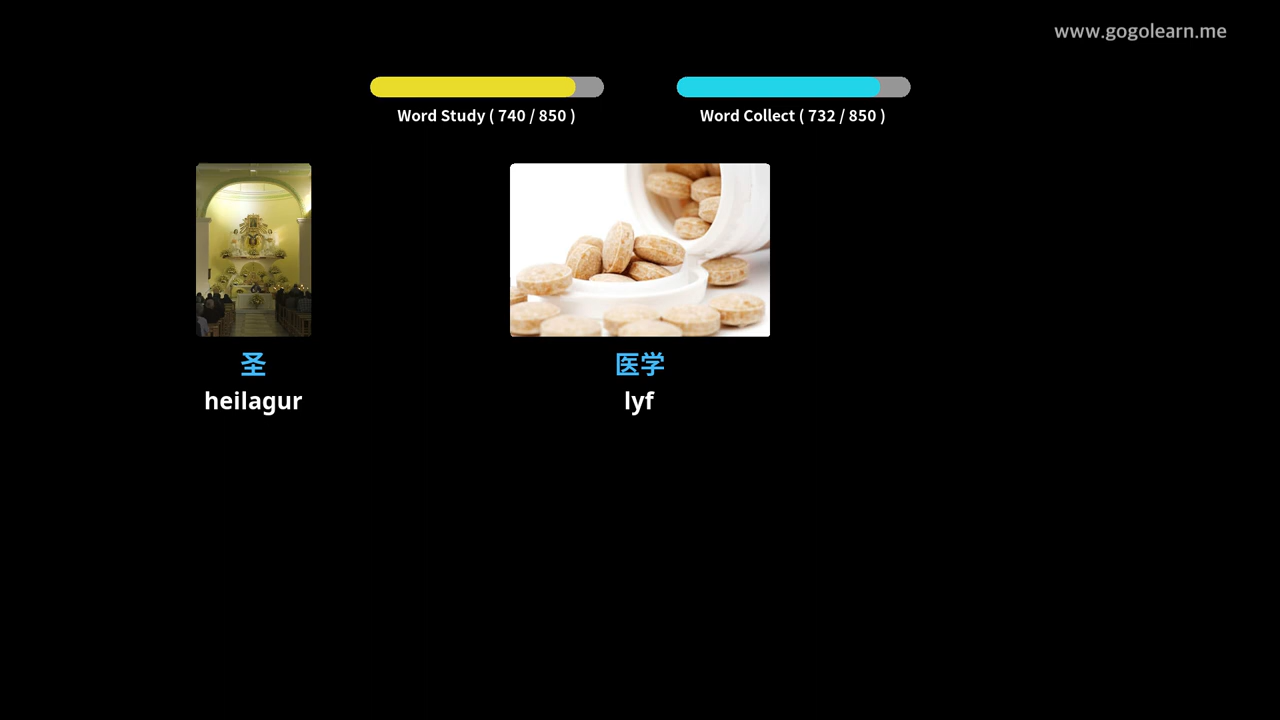 www.gogolearn.me
Word Study ( 740 / 850 )
Word Collect ( 732 / 850 )
圣
heilagur
医学
lyf